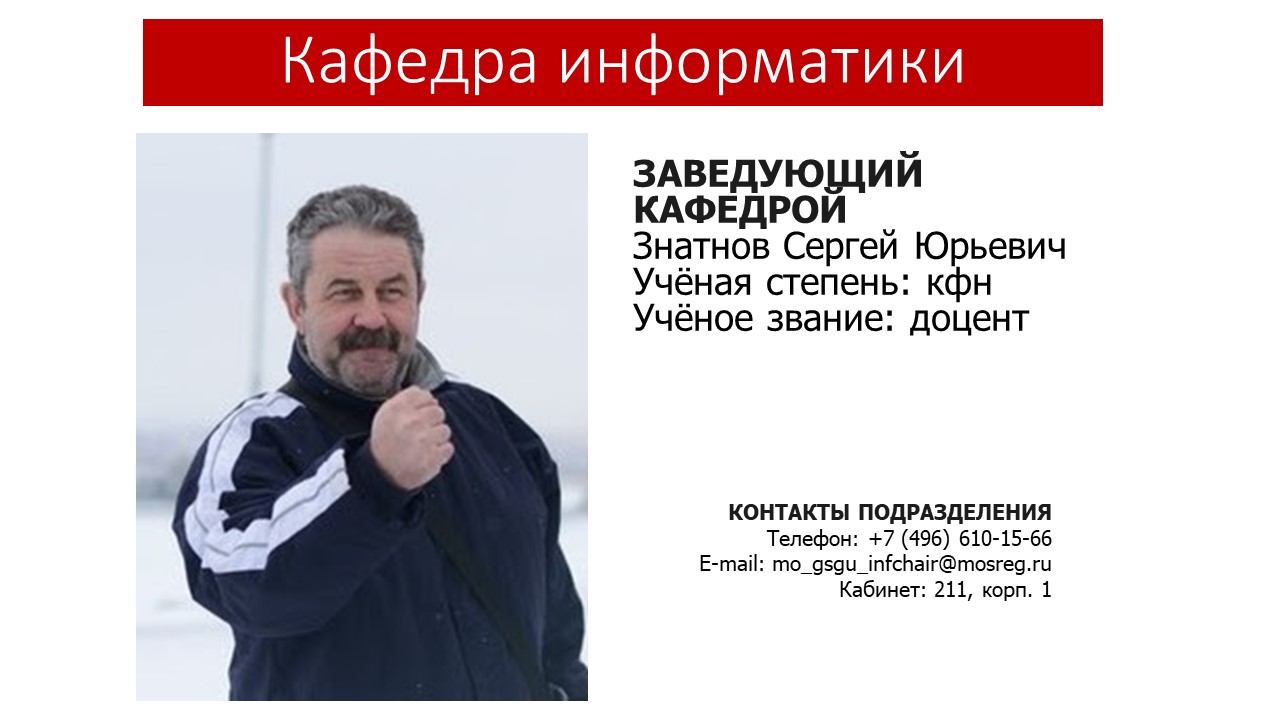 Кафедра информатики
ЗАВЕДУЮЩИЙ
КАФЕДРОЙ
Знатнов Сергей Юрьевич
Учёная степень: кфн
Учёное звание: доцент
КОНТАКТЫ ПОДРАЗДЕЛЕНИЯ
Телефон: +7 (496) 610-15-66
E-mail: mo_gsgu_infchair@mosreg.ru
Кабинет: 211, корп. 1